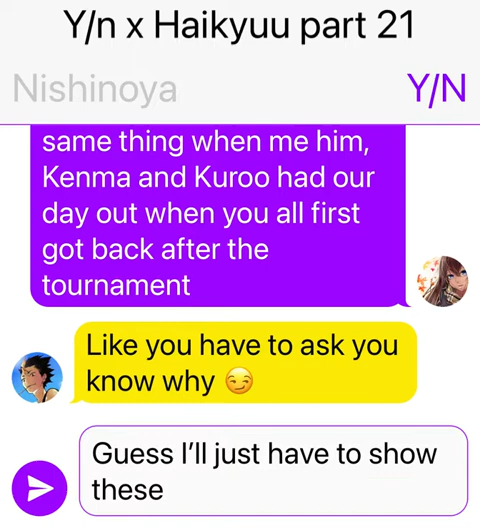 Y/n x Haikyuu part 21
Nishinoya Y/N
same thing when me him,
Kenma and Kuroo had our
day out when you all first
got back after the
tournament
Like you have to ask you
know why 😏
Guess I'll just have to show
these